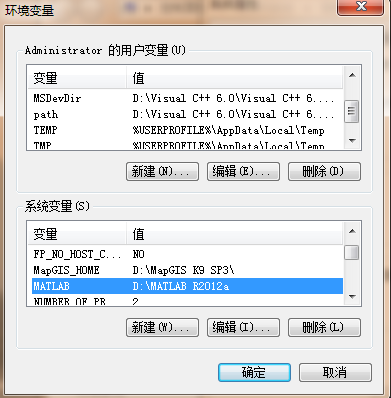 环境变量
Administrator 的用户变量(U)
变量 值
MSDevDir D:\Visual C++ 6.0\Visual C++ 6....
path D:\Visual C++ 6.0\Visual C++ 6....
TEMP %USERPROFILE%\AppData\Local\Temp
TMP %USERPROFILE%\AppData\Local\Temp
新建(N)... 编辑(E)... 删除(D)
系统变量(S)
变量 值
FP_NO_HOST_C... NO
MapGIS_HOME D:\MapGIS K9 SP3\
MATLAB D:\MATLAB R2012a
NUMBER_OF_PR... 2
新建(W)... 编辑(I)... 删除(L)
确定 取消